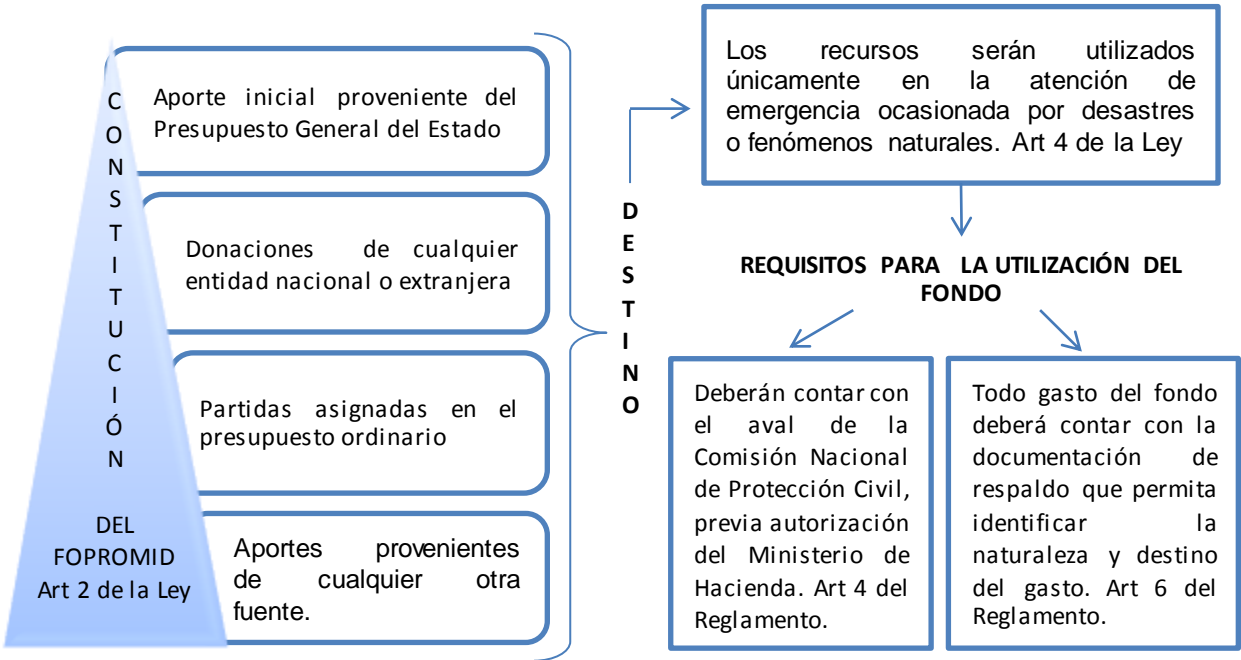 CONSTITUCIÓN
DEL
FOPROMID
Art 2 de la Ley
Aporte inicial proveniente del
Presupuesto General del Estado
Donaciones de cualquier
entidad nacional o extranjera
Partidas asignadas en el
presupuesto ordinario
Aportes provenientes
de cualquier otra
fuente.
DESTINO
Los recursos serán utilizados
únicamente en la atención de
emergencia ocasionada por desastres
o fenómenos naturales. Art 4 de la Ley
REQUISITOS PARA LA UTILIZACIÓN DEL
FONDO
Deberán contar con
el aval de la
Comisión Nacional
de Protección Civil,
previa autorización
del Ministerio de
Hacienda. Art 4 del
Reglamento.
Todo gasto del fondo
deberá contar con la
documentación de
respaldo que permita
identificar la
naturaleza y destino
del gasto. Art 6 del
Reglamento.